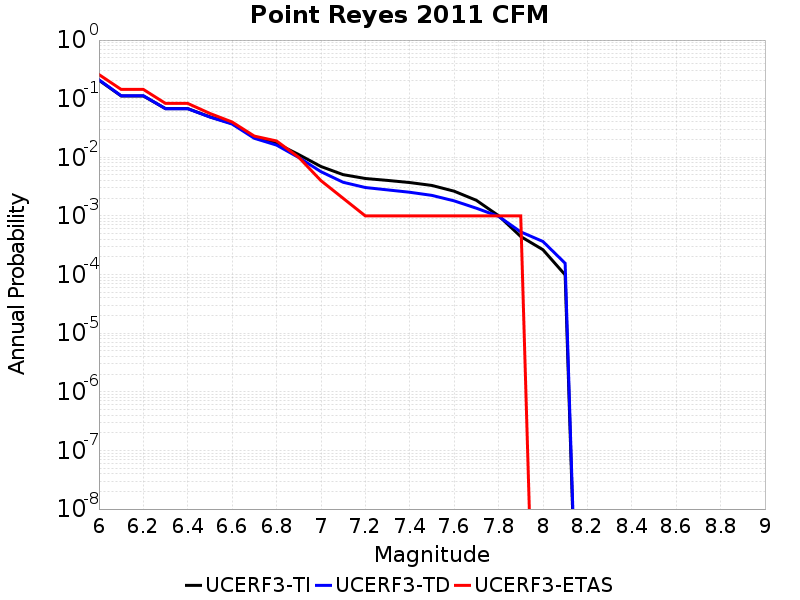 Point Reyes 2011 CFM
10^0
10^-1
10^-2
10^-3
10^-4
10^-5
10^-6
10^-7
10^-8
Annual Probability
6 6.2 6.4 6.6 6.8 7 7.2 7.4 7.6 7.8 8 8.2 8.4 8.6 8.8 9
Magnitude
UCERF3-TI UCERF3-TD UCERF3-ETAS